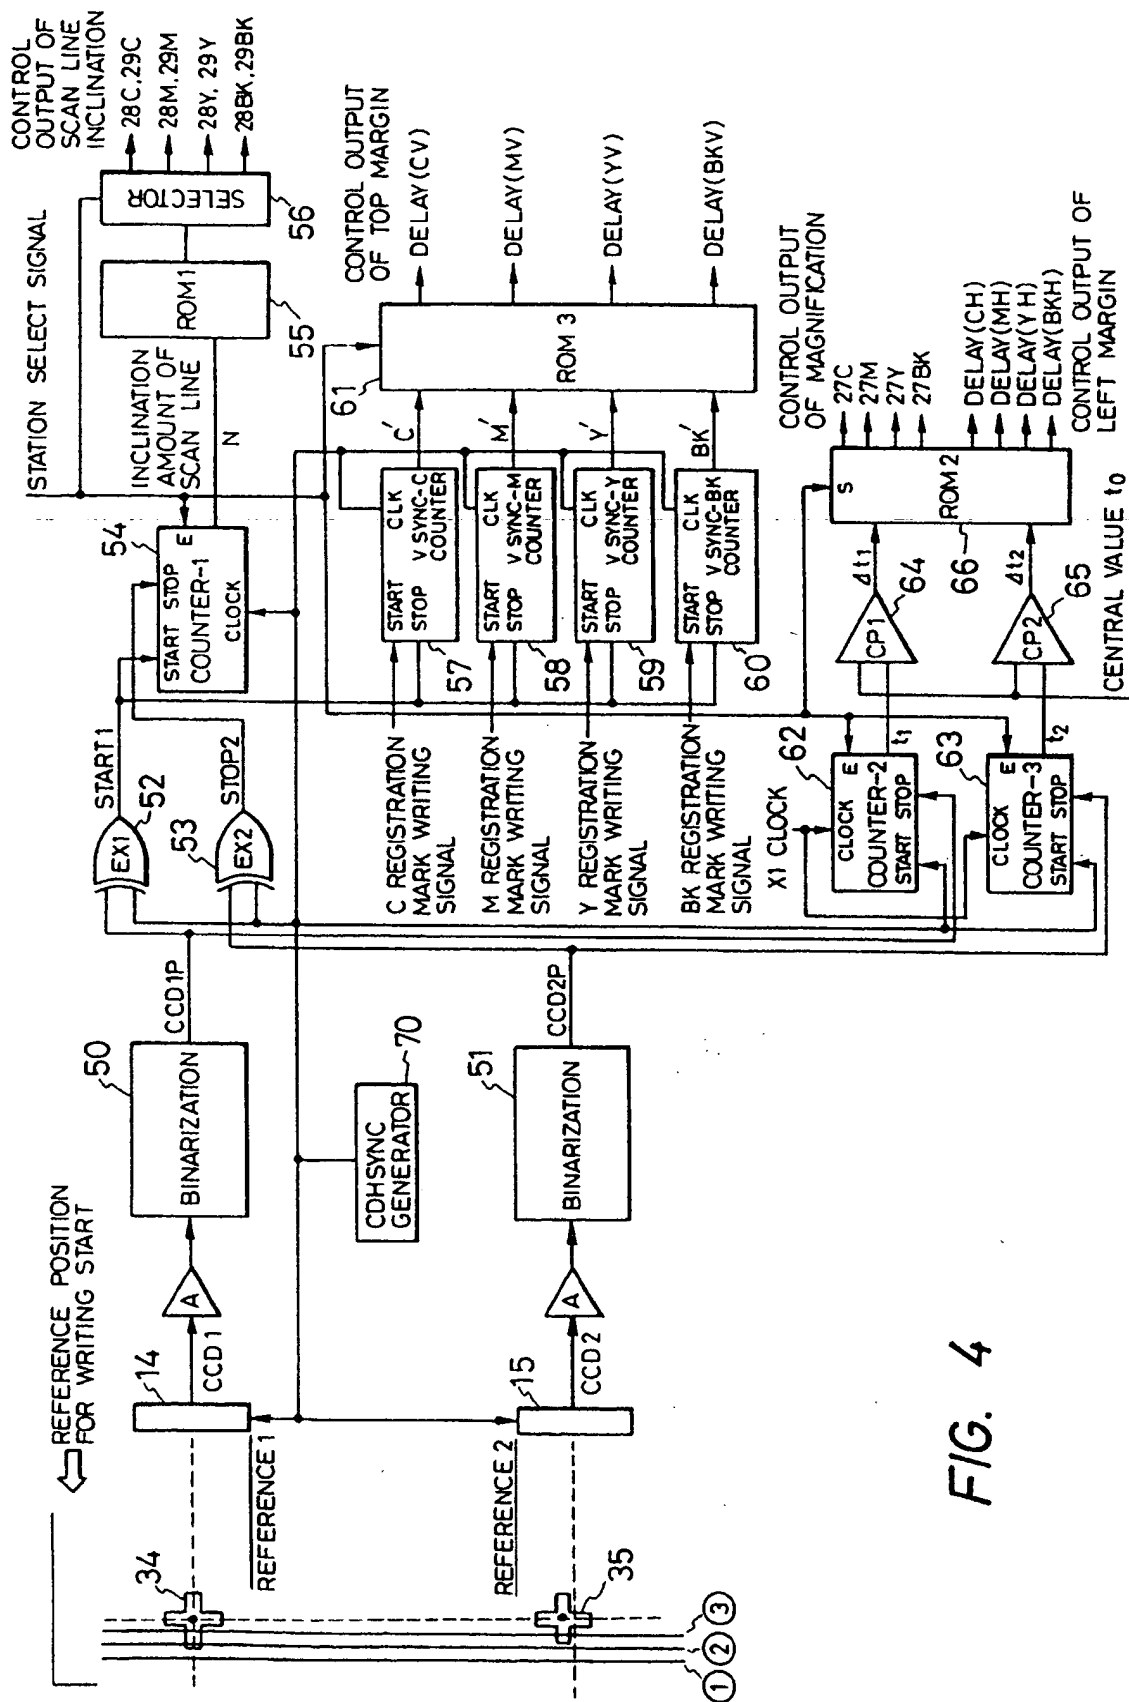 REFERENCE POSITION
FOR WRITING START
34
35
1
2
3
REFERENCE 1
REFERENCE 2
14
15
CCD1
CCD2
A
A
50
BINARIZATION
CCD1P
CDHSYNC
GENERATOR
70
51
BINARIZATION
CCD2P
EX1
52
START1
EX2
53
STOP2
STATION SELECT SIGNAL
54
START STOP
E
COUNTER-1
CLOCK
INCLINATION
AMOUNT OF
SCAN LINE
N
ROM1
55
SELECTOR
56
CONTROL
OUTPUT OF
SCAN LINE
INCLINATION
28C,29C
28M,29M
28Y,29Y
28BK,29BK
C REGISTRATION
MARK WRITING
SIGNAL
M REGISTRATION
MARK WRITING
SIGNAL
Y REGISTRATION
MARK WRITING
SIGNAL
BK REGISTRATION
MARK WRITING
SIGNAL
START CLK
STOP V SYNC-C
COUNTER
57
START CLK
STOP V SYNC-M
COUNTER
58
START CLK
STOP V SYNC-Y
COUNTER
59
START CLK
STOP V SYNC-BK
COUNTER
60
C'
M'
Y'
BK'
61
ROM 3
CONTROL OUTPUT
OF TOP MARGIN
DELAY(CV)
DELAY(MV)
DELAY(YV)
DELAY(BKV)
X1 CLOCK
62
CLOCK E
COUNTER-2
START STOP
t1
63
CLOCK E
COUNTER-3
START STOP
t2
CP1
64
Δt1
CP2
65
Δt2
CENTRAL VALUE to
S
ROM 2
66
CONTROL OUTPUT
OF MAGNIFICATION
27C
27M
27Y
27BK
DELAY(CH)
DELAY(MH)
DELAY(YH)
DELAY(BKH)
CONTROL OUTPUT OF
LEFT MARGIN
FIG. 4